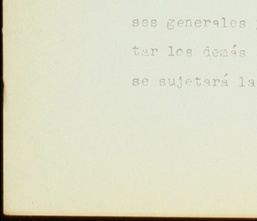 ses generales
tar los demás
se sujetará la